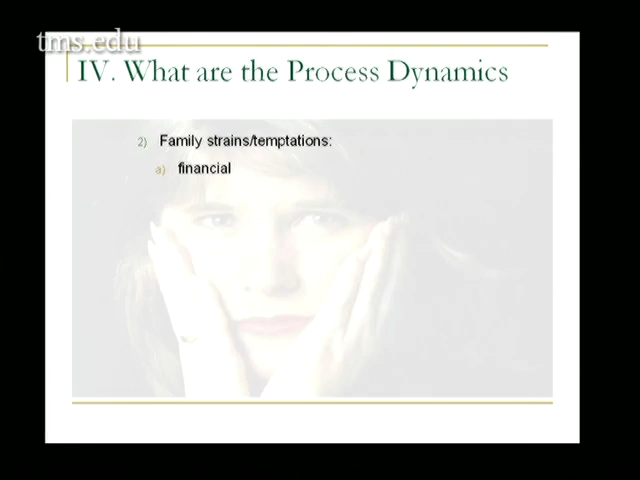 tms.edu
IV. What are the Process Dynamics
2) Family strains/temptations:
a) financial